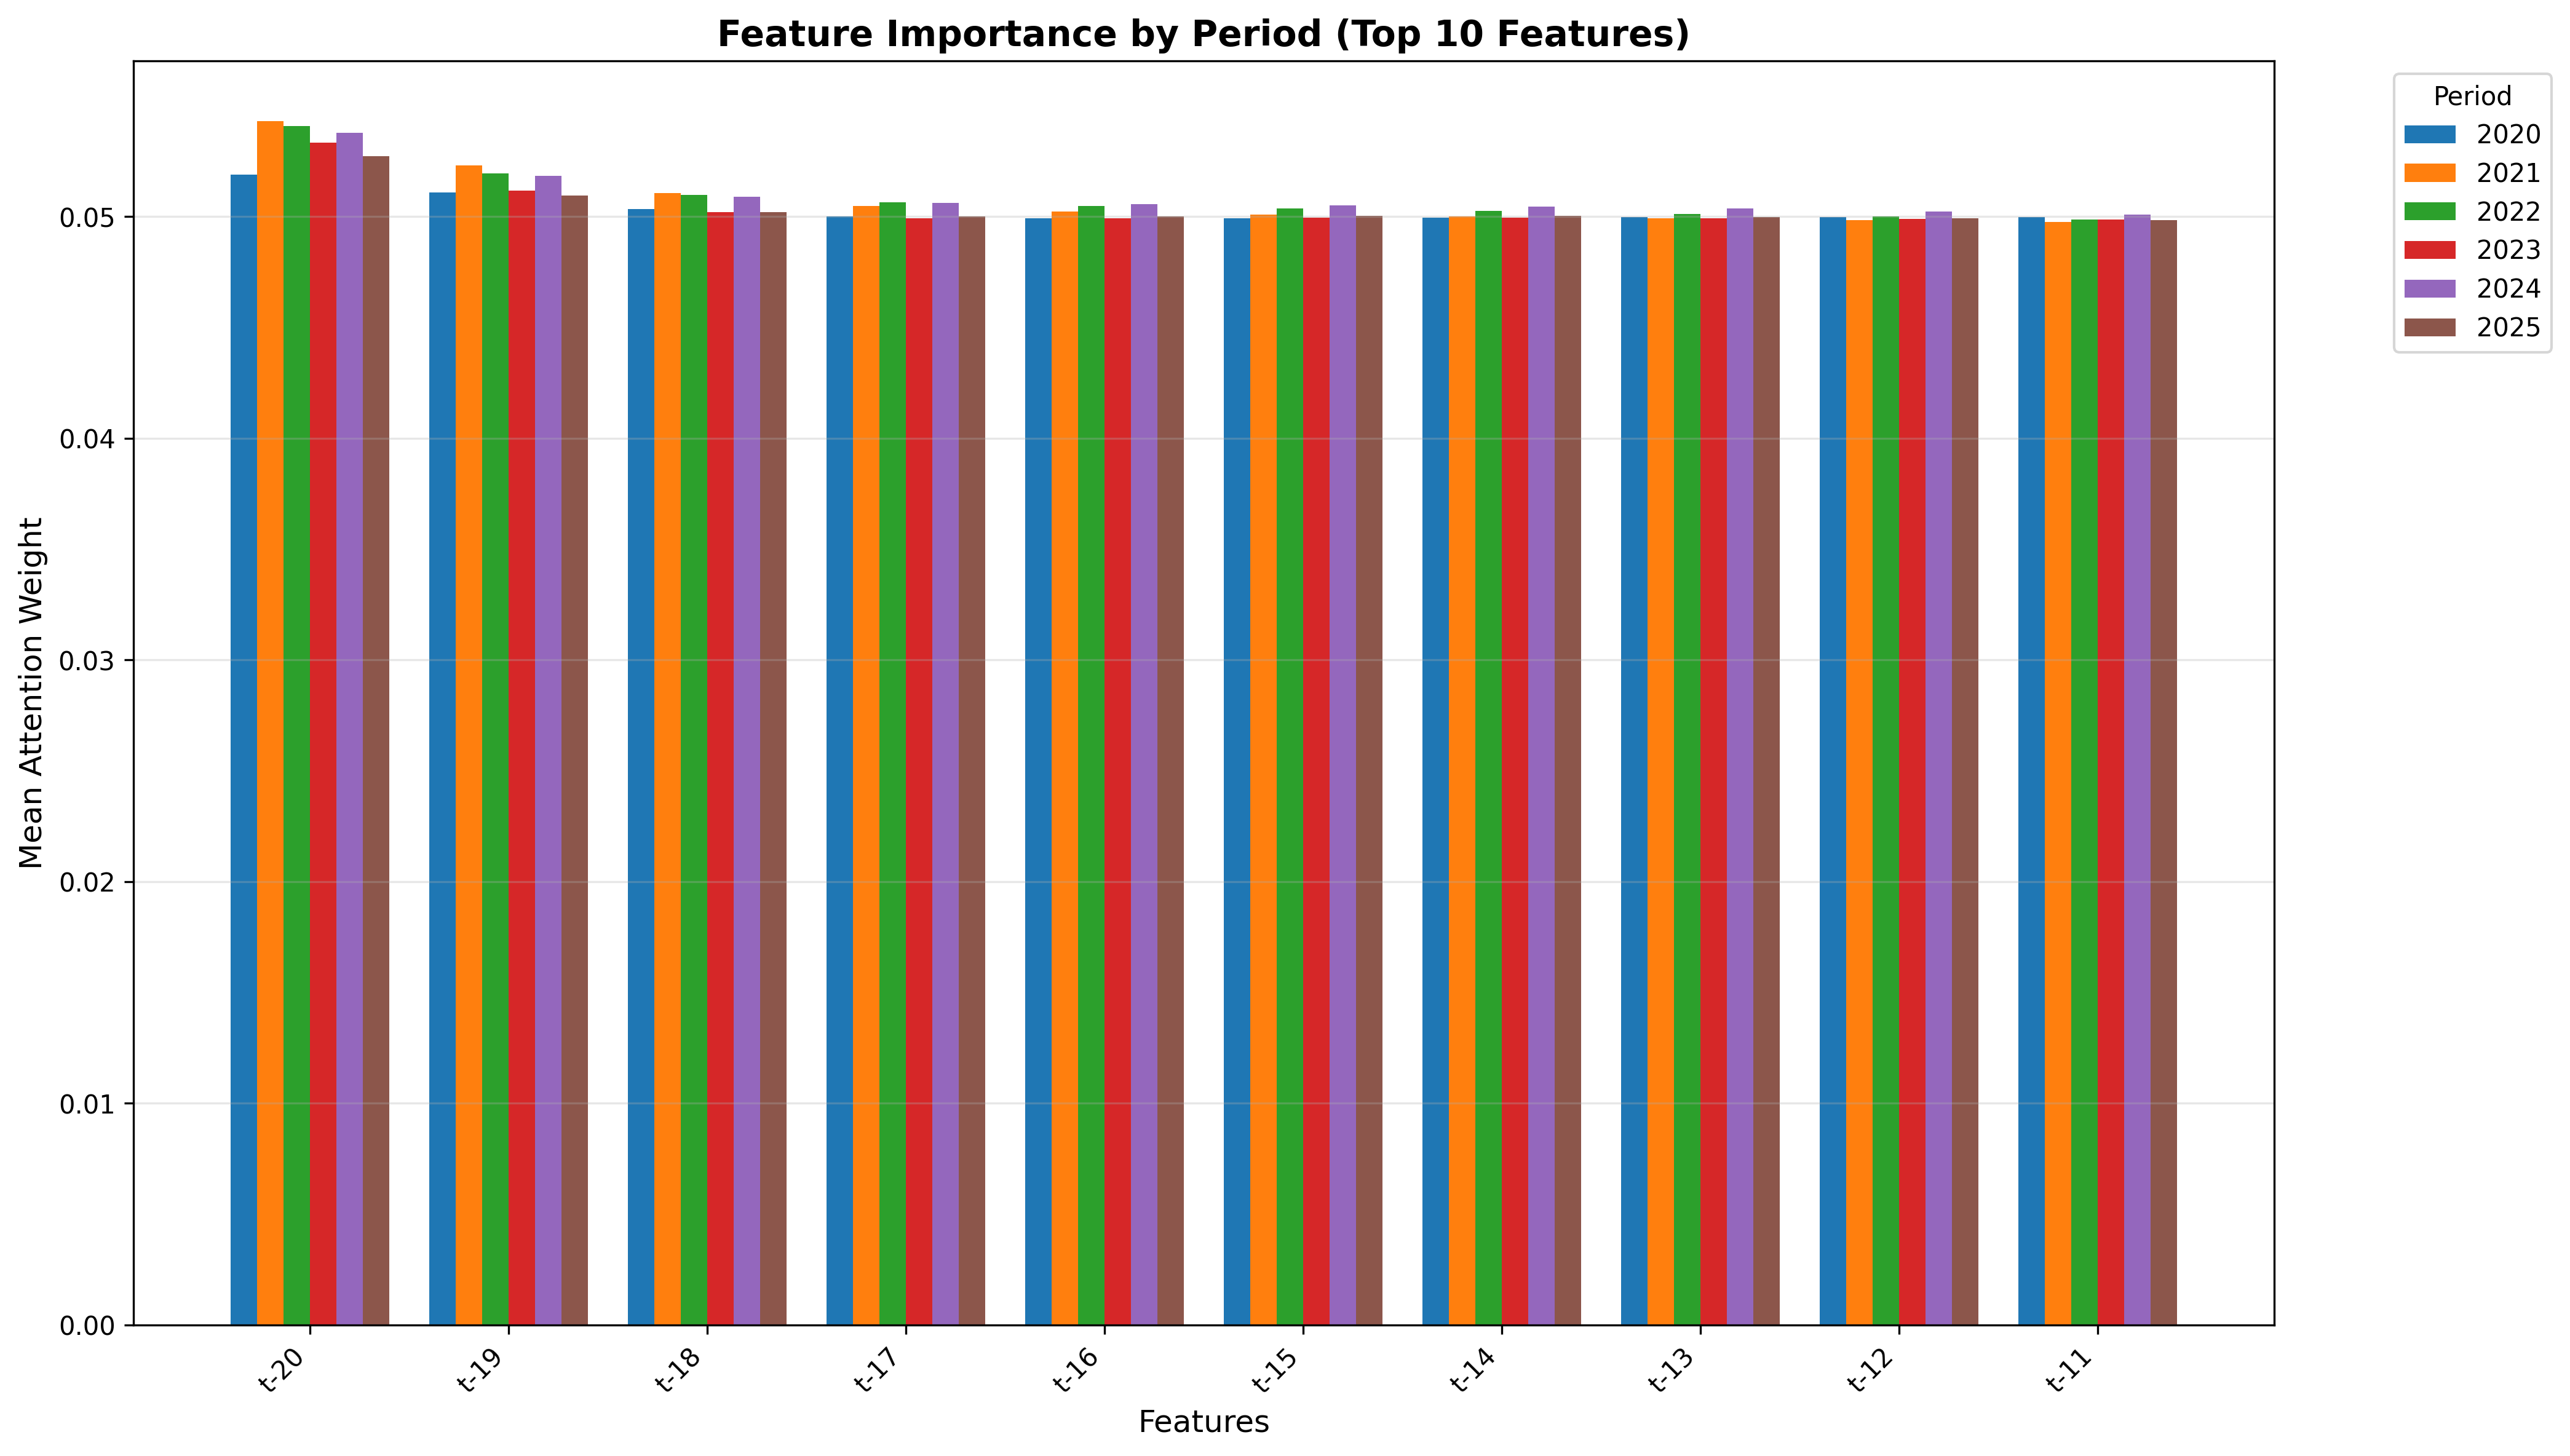 Feature Importance by Period (Top 10 Features)
Period
2020
2021
2022
2023
2024
2025
Mean Attention Weight
0.05
0.04
0.03
0.02
0.01
0.00
t-20
t-19
t-18
t-17
t-16
t-15
t-14
t-13
t-12
t-11
Features